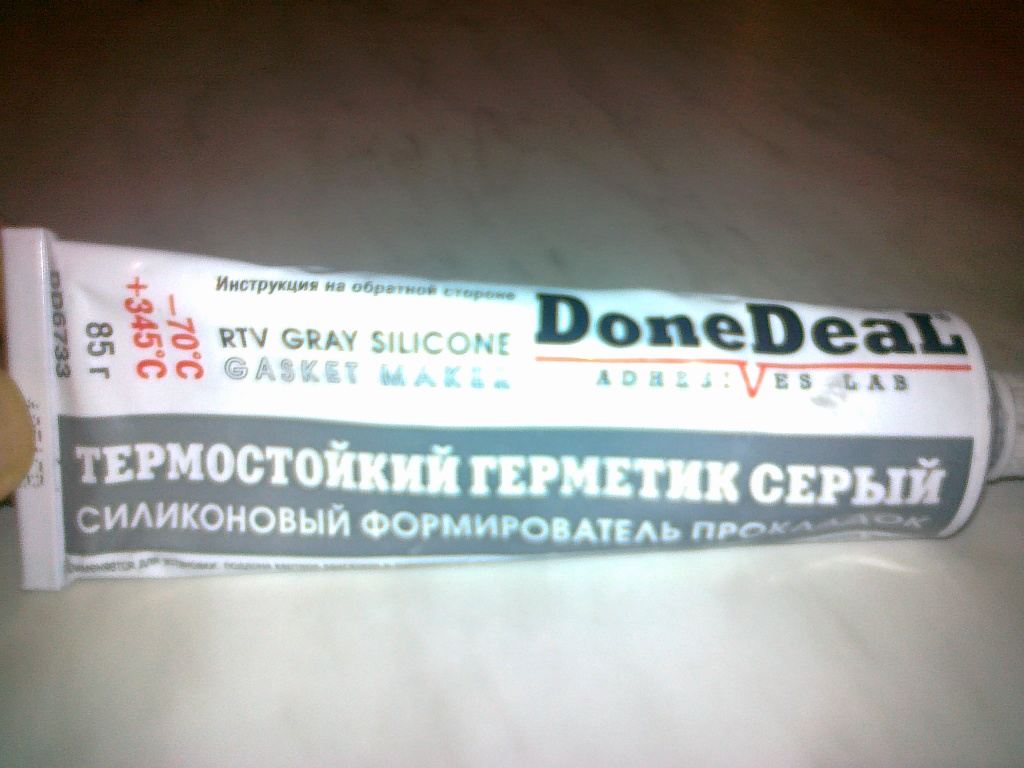 DD6733
85 г
+345°C
–70°C
Инструкция на обратной стороне
RTV GRAY SILICONE
GASKET MAKER
DONEDEAL®
ADHESIVES LAB
ТЕРМОСТОЙКИЙ ГЕРМЕТИК СЕРЫЙ
СИЛИКОНОВЫЙ ФОРМИРОВАТЕЛЬ ПРОКЛАДОК